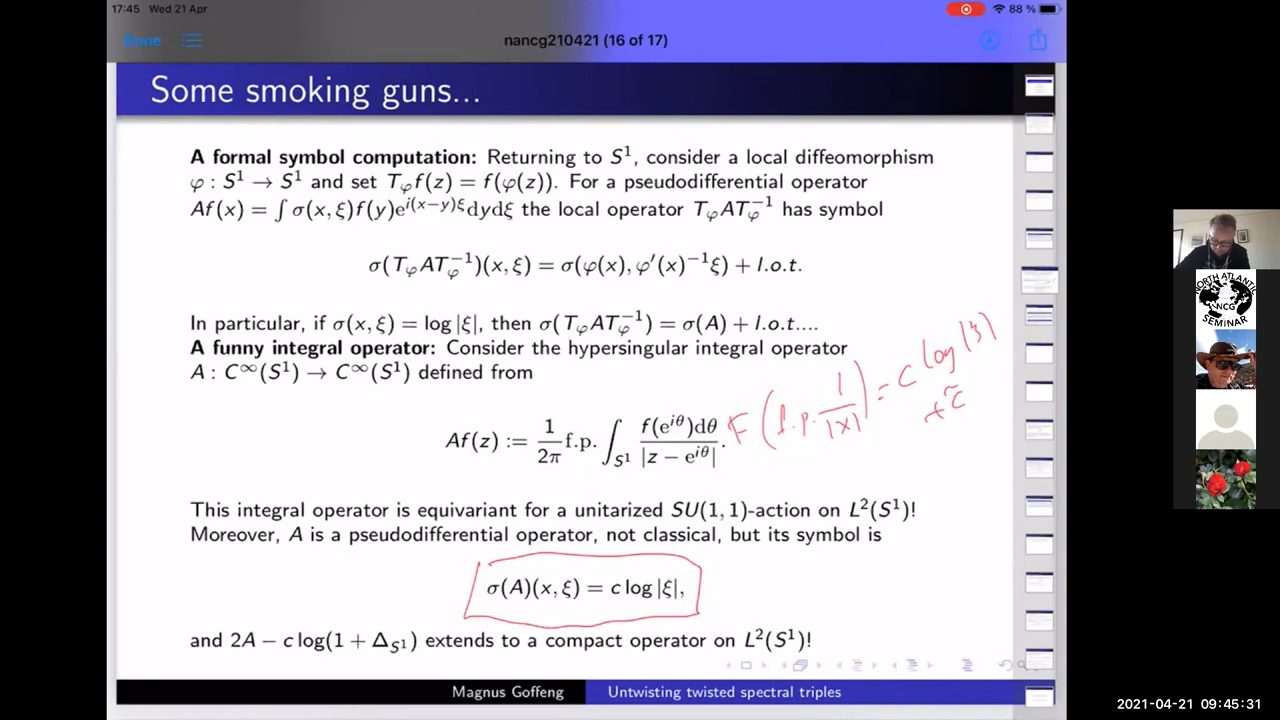 17:45 Wed 21 Apr
88 %
Done
nancg210421 (16 of 17)
Some smoking guns...
A formal symbol computation: Returning to S¹, consider a local diffeomorphism
φ : S¹ → S¹ and set T_φ f(z) = f(φ(z)). For a pseudodifferential operator
Af(x) = ∫ σ(x, ξ)f(y)e^{i(x−y)ξ}dydξ the local operator T_φ A T_φ^{−1} has symbol
σ(T_φ A T_φ^{−1})(x, ξ) = σ(φ(x), φ′(x)^{−1}ξ) + l.o.t.
In particular, if σ(x, ξ) = log |ξ|, then σ(T_φ A T_φ^{−1}) = σ(A) + l.o.t....
A funny integral operator: Consider the hypersingular integral operator
A : C^∞(S¹) → C^∞(S¹) defined from
Af(z) := 1/2π f.p. ∫_{S¹} f(e^{iθ})dθ / |z − e^{iθ}|.
F (f.p. 1/|x|) = c log |ξ|
+ c̃
This integral operator is equivariant for a unitarized SU(1, 1)-action on L²(S¹)!
Moreover, A is a pseudodifferential operator, not classical, but its symbol is
σ(A)(x, ξ) = c log |ξ|,
and 2A − c log(1 + Δ_{S¹}) extends to a compact operator on L²(S¹)!
Magnus Goffeng
Untwisting twisted spectral triples
NORTH ATLANTIC
NCG
SEMINAR
2021-04-21 09:45:31